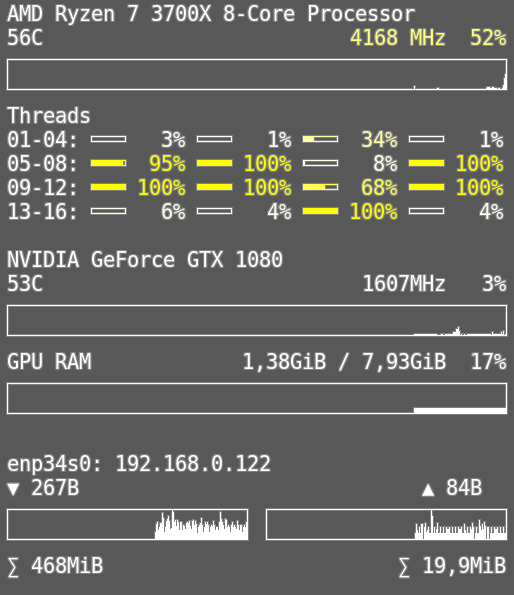 AMD Ryzen 7 3700X 8-Core Processor
56C 4168 MHz 52%
Threads
01-04: 3% 1% 34% 1%
05-08: 95% 100% 8% 100%
09-12: 100% 100% 68% 100%
13-16: 6% 4% 100% 4%
NVIDIA GeForce GTX 1080
53C 1607MHz 3%
GPU RAM 1,38GiB / 7,93GiB 17%
enp34s0: 192.168.0.122
▼ 267B ▲ 84B
∑ 468MiB ∑ 19,9MiB